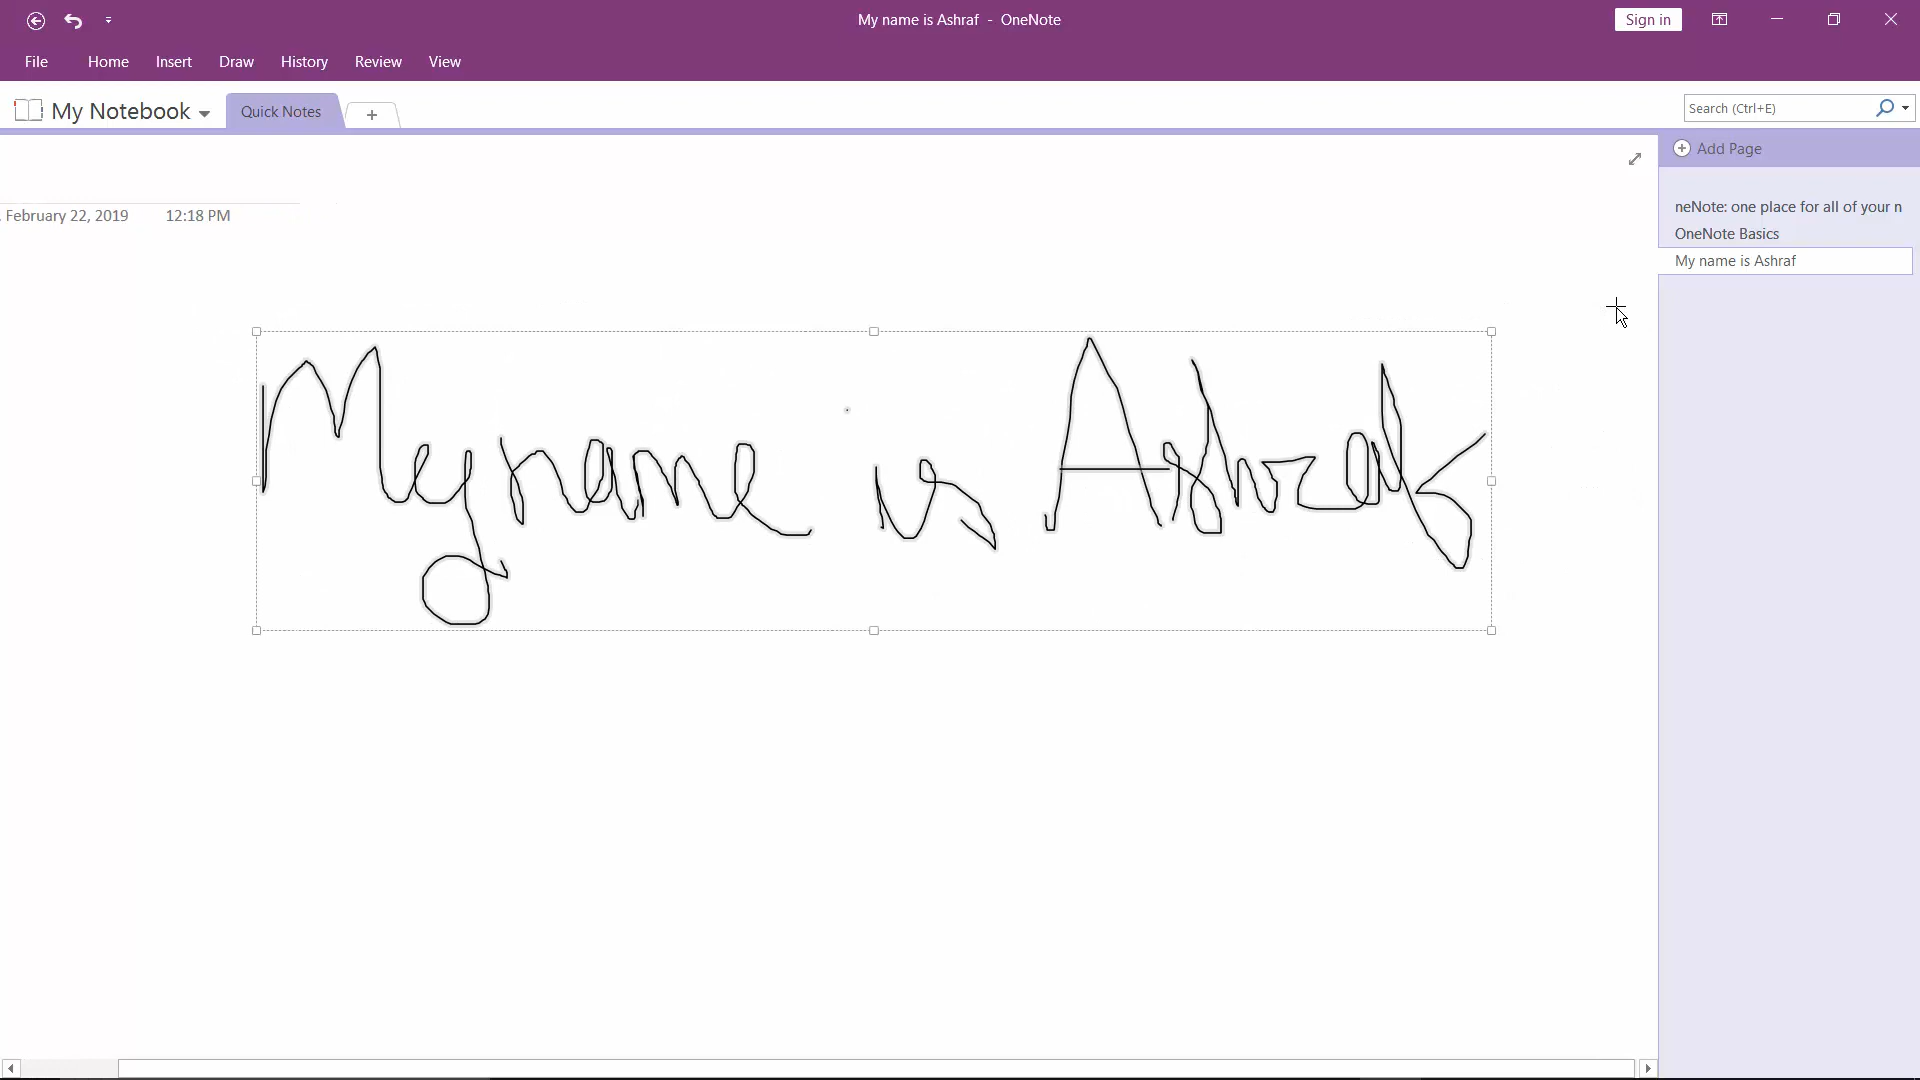 My name is Ashraf - OneNote
Sign in
File Home Insert Draw History Review View
My Notebook
Quick Notes
+
Search (Ctrl+E)
Add Page
February 22, 2019 12:18 PM
neNote: one place for all of your n
OneNote Basics
My name is Ashraf
My name is Ashraf